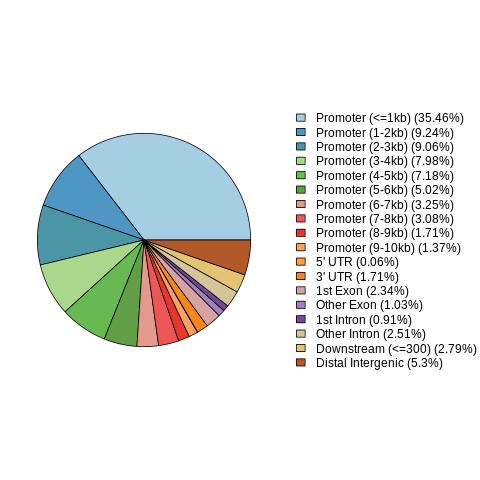 Promoter (<=1kb) (35.46%)
Promoter (1-2kb) (9.24%)
Promoter (2-3kb) (9.06%)
Promoter (3-4kb) (7.98%)
Promoter (4-5kb) (7.18%)
Promoter (5-6kb) (5.02%)
Promoter (6-7kb) (3.25%)
Promoter (7-8kb) (3.08%)
Promoter (8-9kb) (1.71%)
Promoter (9-10kb) (1.37%)
5' UTR (0.06%)
3' UTR (1.71%)
1st Exon (2.34%)
Other Exon (1.03%)
1st Intron (0.91%)
Other Intron (2.51%)
Downstream (<=300) (2.79%)
Distal Intergenic (5.3%)